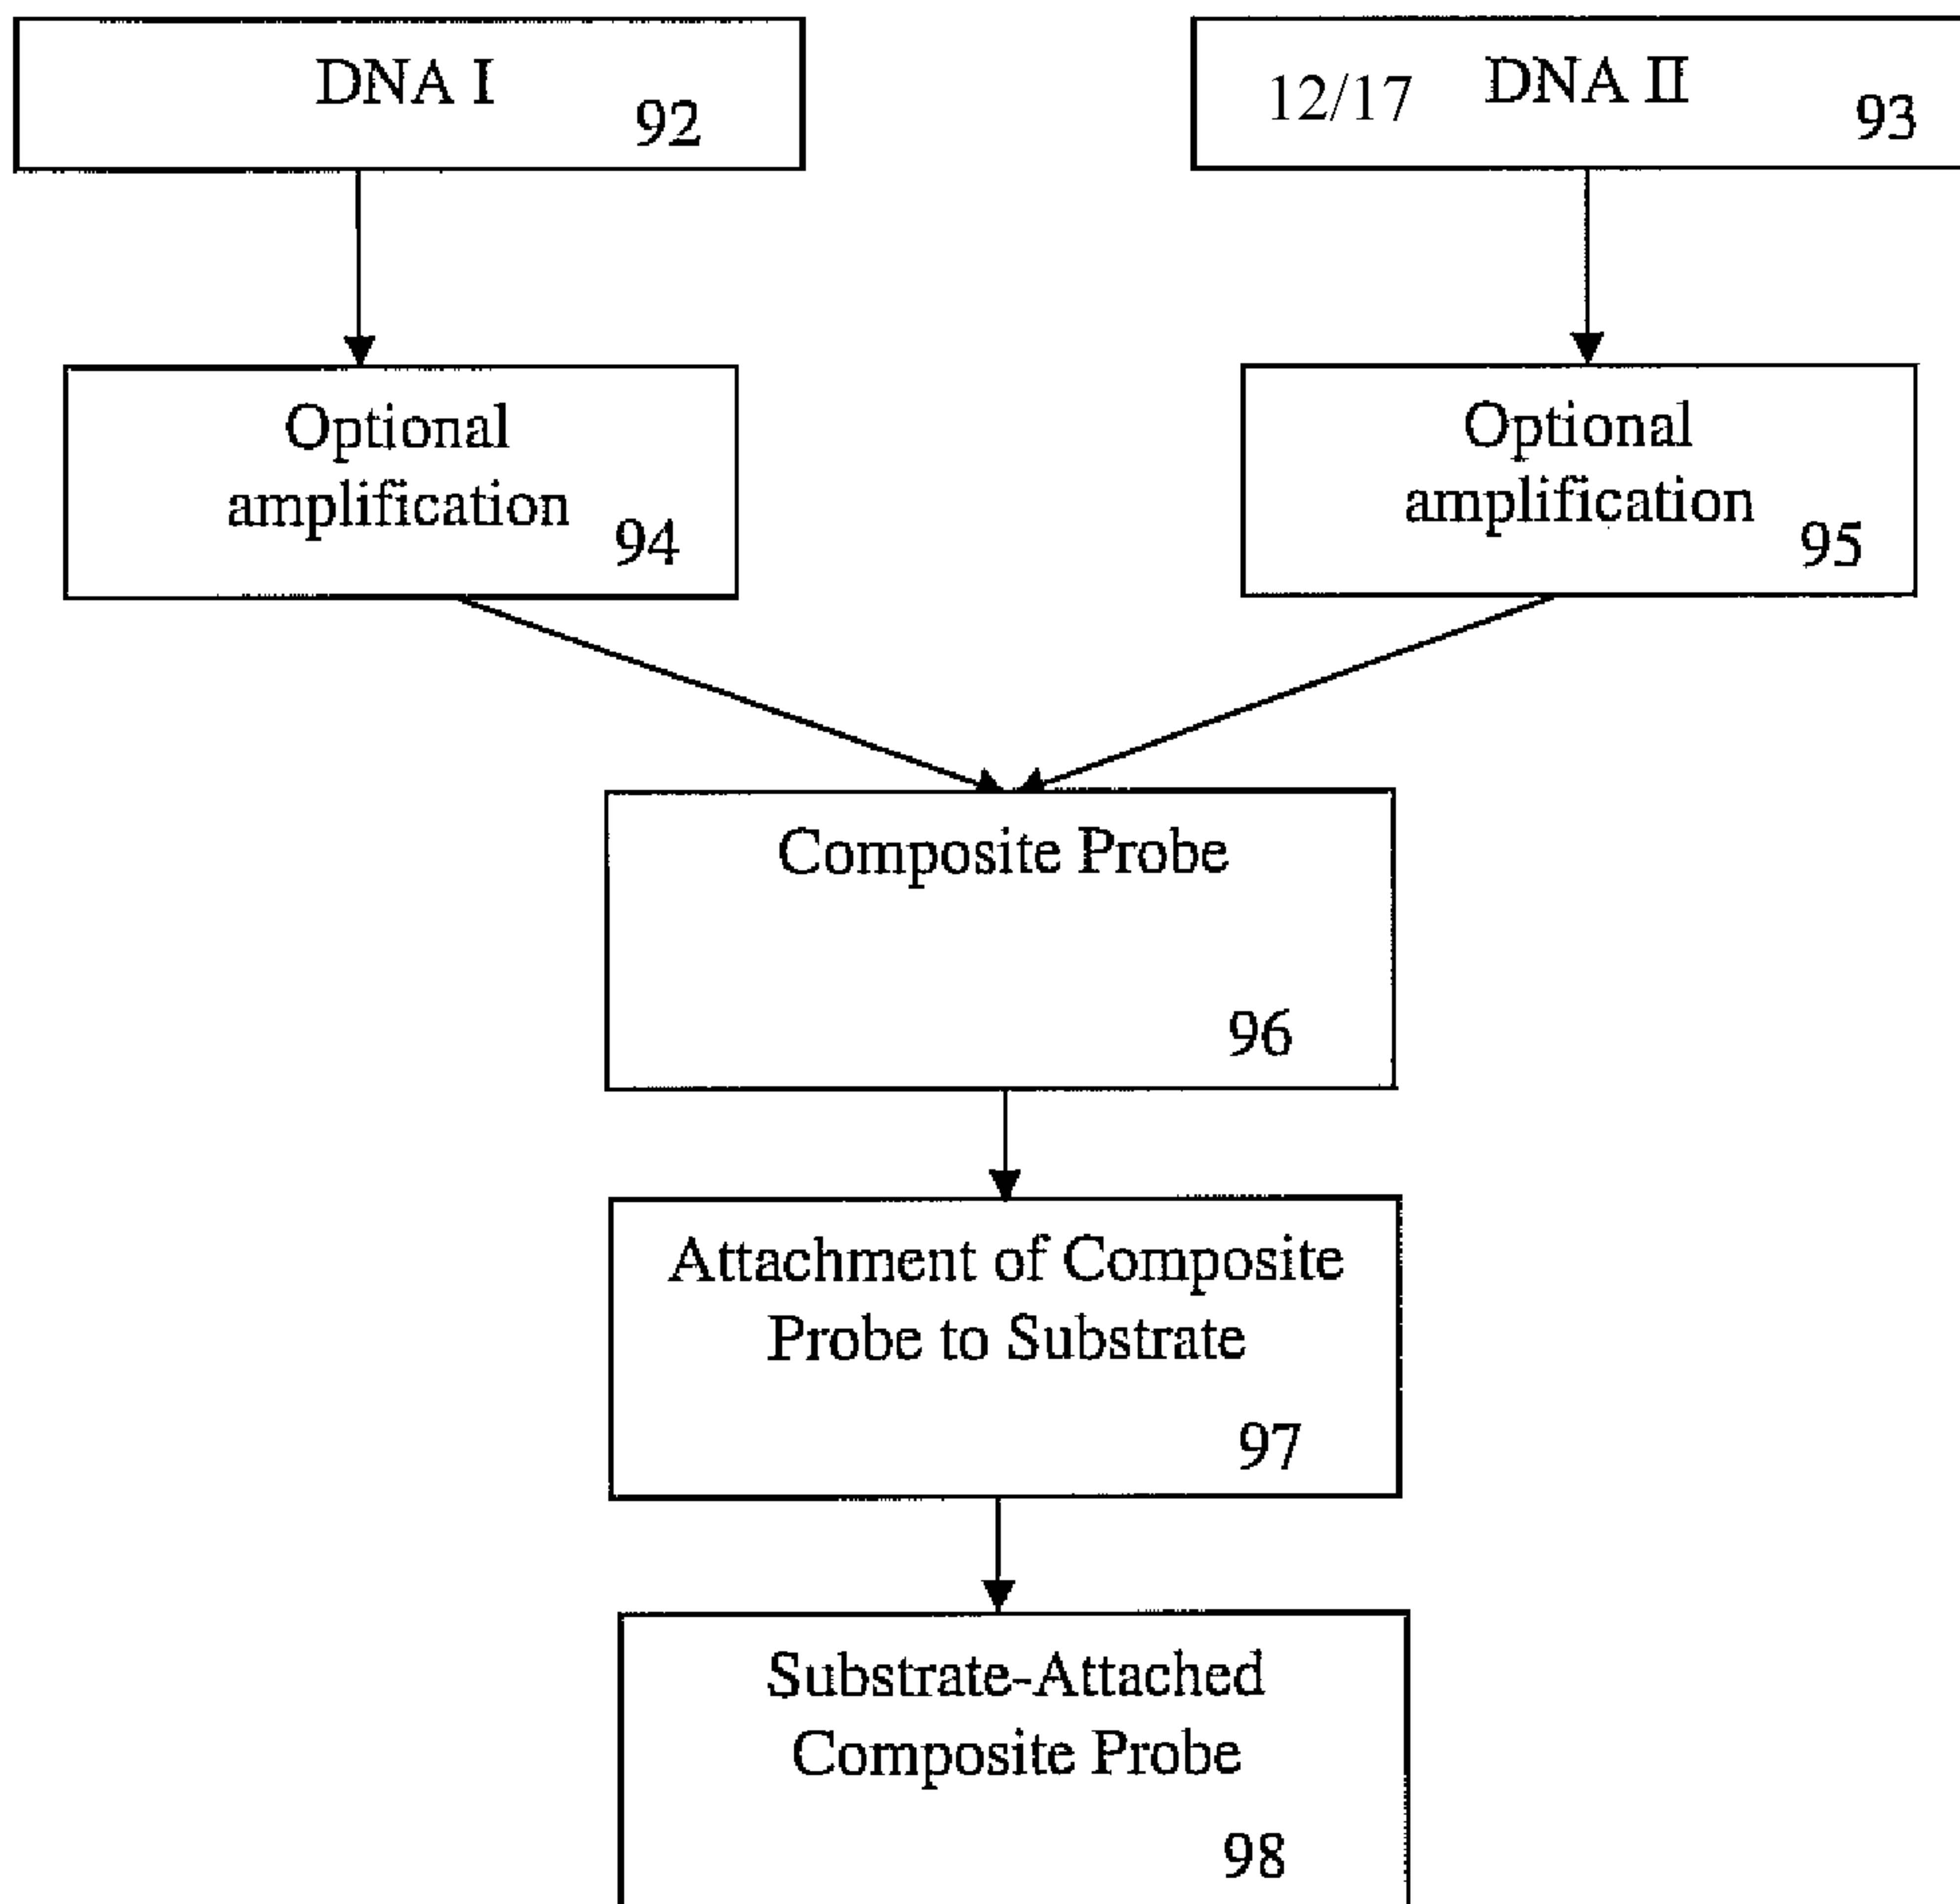 DNA I
92
12/17 DNA II
93
Optional
amplification
94
Optional
amplification
95
Composite Probe
96
Attachment of Composite
Probe to Substrate
97
Substrate-Attached
Composite Probe
98